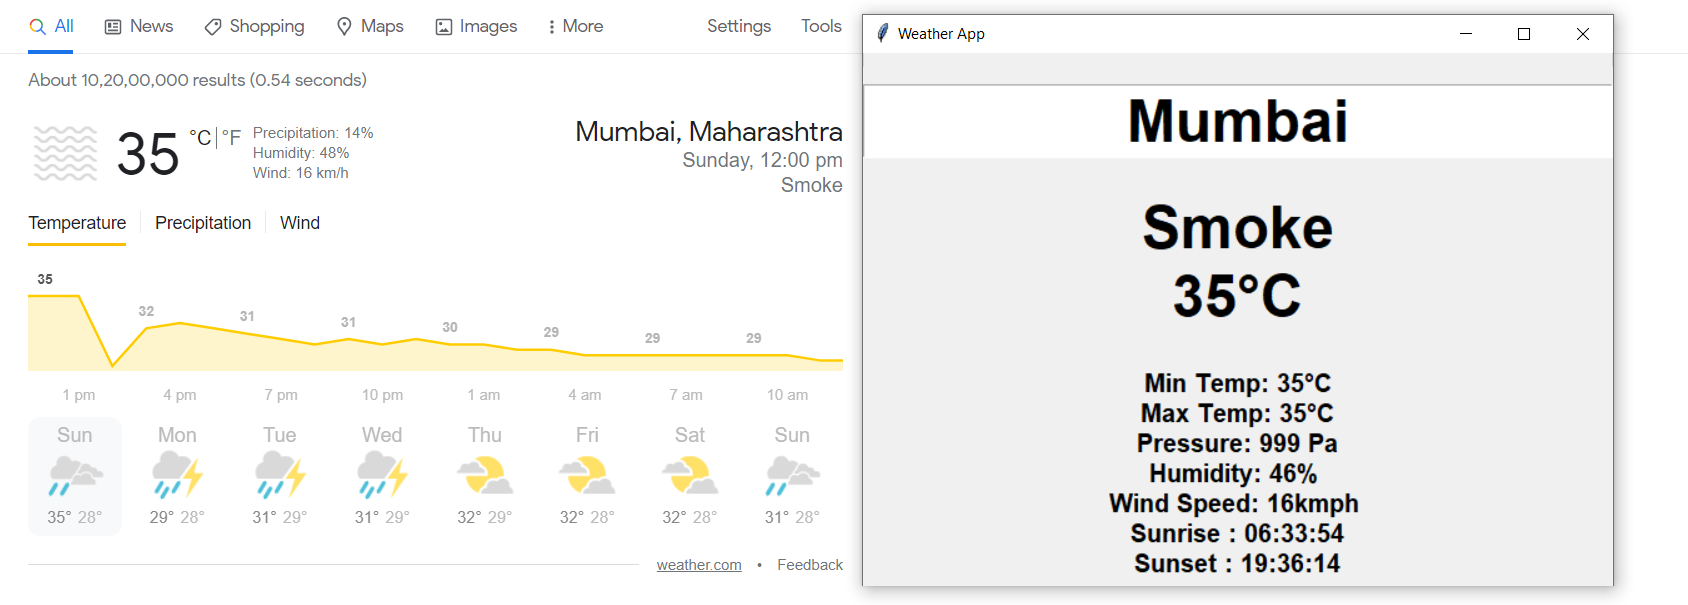 All News Shopping Maps Images More Settings Tools
About 10,20,00,000 results (0.54 seconds)
35 °C | °F
Precipitation: 14%
Humidity: 48%
Wind: 16 km/h
Mumbai, Maharashtra
Sunday, 12:00 pm
Smoke
Temperature Precipitation Wind
35 32 31 31 30 29 29 29
1 pm 4 pm 7 pm 10 pm 1 am 4 am 7 am 10 am
Sun Mon Tue Wed Thu Fri Sat Sun
35° 28° 29° 28° 31° 29° 31° 29° 32° 29° 32° 28° 32° 28° 31° 28°
weather.com • Feedback
Weather App
Mumbai
Smoke
35°C
Min Temp: 35°C
Max Temp: 35°C
Pressure: 999 Pa
Humidity: 46%
Wind Speed: 16kmph
Sunrise : 06:33:54
Sunset : 19:36:14